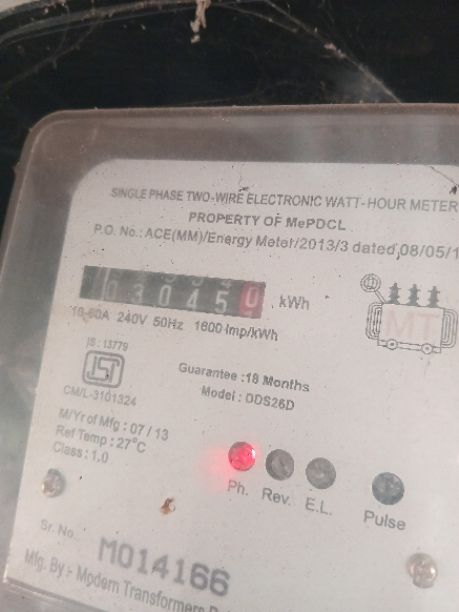 SINGLE PHASE TWO-WIRE ELECTRONIC WATT-HOUR METER
PROPERTY OF MePDCL
P.O. No.: ACE(MM)/Energy Meter/2013/3 dated 08/05/1
030450 kWh
10-60A 240V 50Hz 1600 Imp/kWh
IS : 13779
ISI
CM/L-3101324
Guarantee :18 Months
Model : DDS26D
MT
M/Yr of Mfg : 07 / 13
Ref Temp : 27°C
Class : 1.0
Ph. Rev. E.L. Pulse
Sr. No.
M014166
Mfg. By :- Modern Transformers